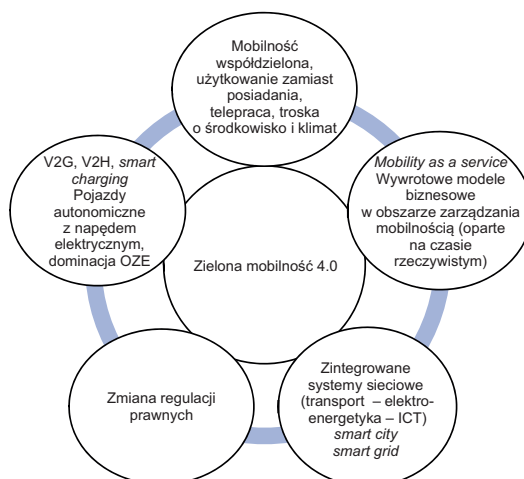 Mobilność
współdzielona,
użytkowanie zamiast
posiadania,
telepraca, troska
o środkowisko i klimat
V2G, V2H, smart
charging
Pojazdy
autonomiczne
z napędem
elektrycznym,
dominacja OZE
Mobility as a service
Wywrotowe modele
biznesowe
w obszarze zarządzania
mobilnością (oparte
na czasie
rzeczywistym)
Zielona mobilność 4.0
Zmiana regulacji
prawnych
Zintegrowane
systemy sieciowe
(transport – elektro-
energetyka – ICT)
smart city
smart grid